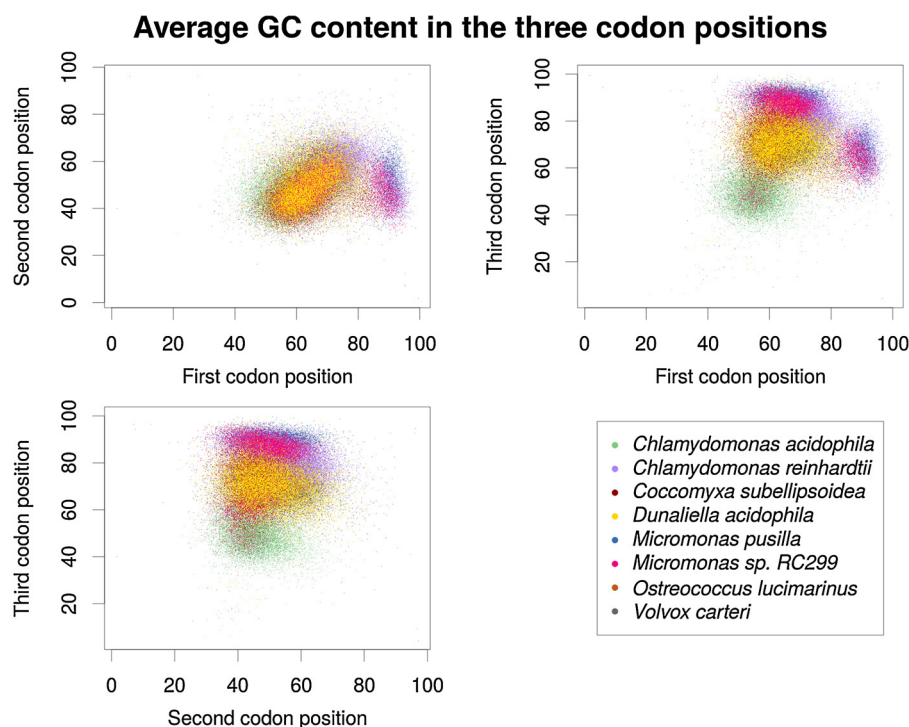 Average GC content in the three codon positions
Second codon position
100
80
60
40
20
0
0 20 40 60 80 100
First codon position
Third codon position
100
80
60
40
20
0 20 40 60 80 100
First codon position
Third codon position
100
80
60
40
20
0 20 40 60 80 100
Second codon position
Chlamydomonas acidophila
Chlamydomonas reinhardtii
Coccomyxa subellipsoidea
Dunaliella acidophila
Micromonas pusilla
Micromonas sp. RC299
Ostreococcus lucimarinus
Volvox carteri